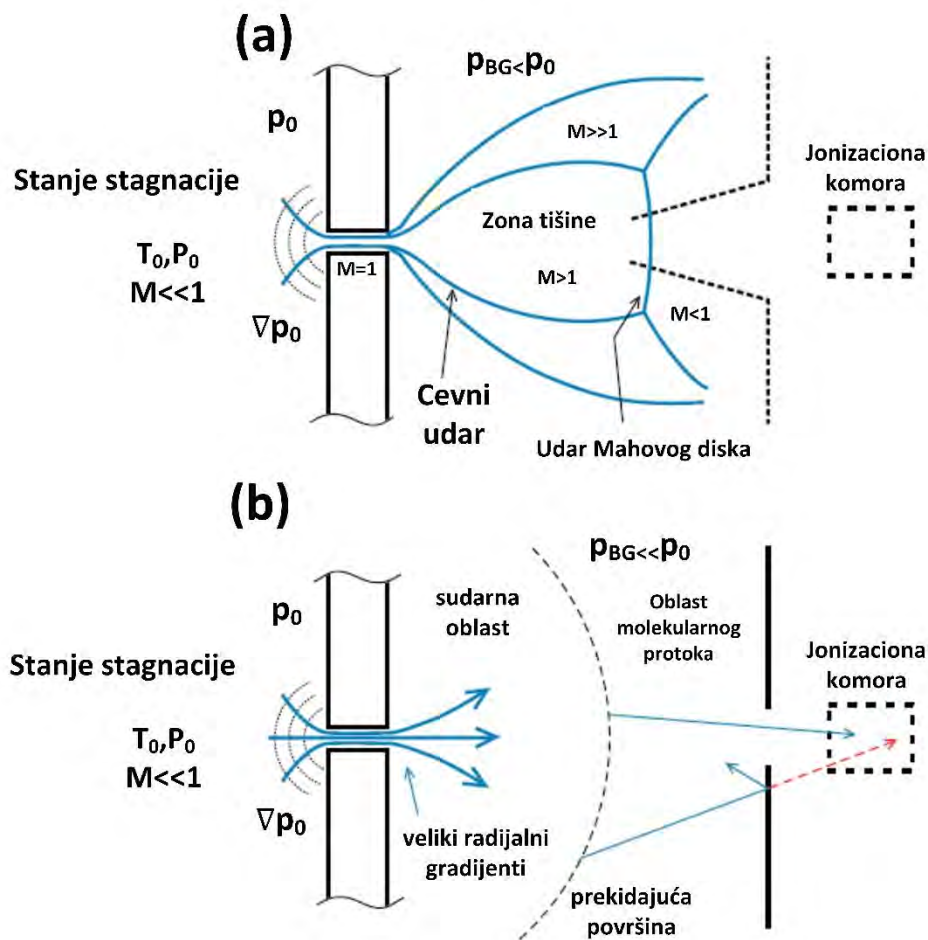 (a)
p₀
p_BG<p₀
M>>1
Jonizaciona
komora
Stanje stagnacije
Zona tišine
T₀,P₀
M<<1
M=1
M>1
∇p₀
M<1
Cevni
udar
Udar Mahovog diska
(b)
p₀
p_BG<<p₀
sudarna
oblast
Oblast
molekularnog
protoka
Stanje stagnacije
Jonizaciona
komora
T₀,P₀
M<<1
∇p₀
veliki radijalni
gradijenti
prekidajuća
površina